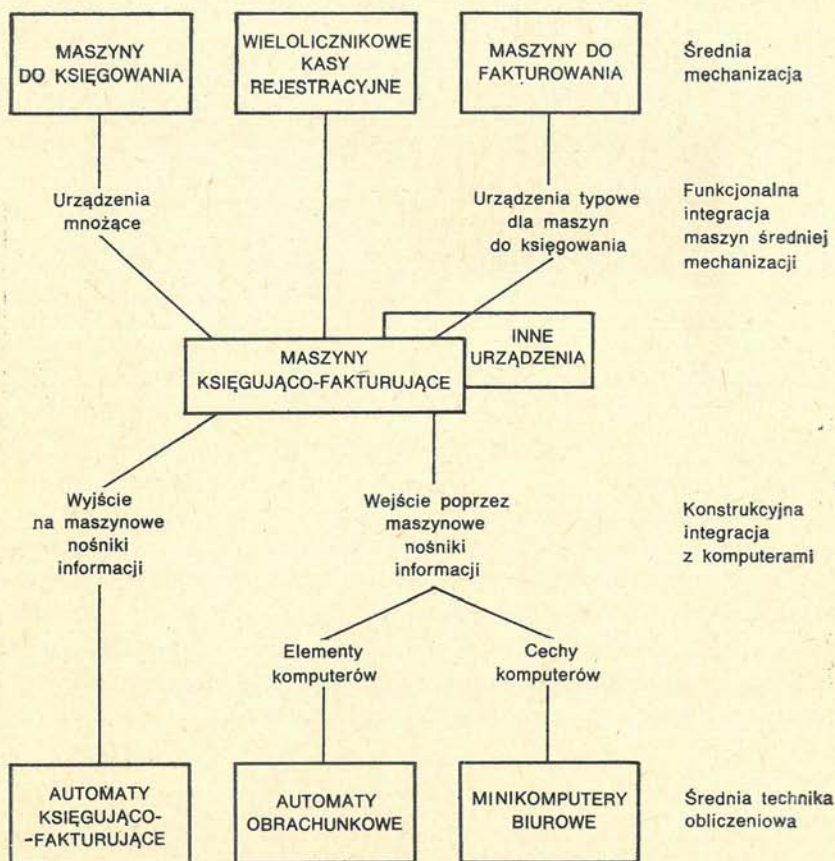 MASZYNY
DO KSIĘGOWANIA
WIELOLICZNIKOWE
KASY
REJESTRACYJNE
MASZYNY DO
FAKTUROWANIA
Średnia
mechanizacja
Urządzenia
mnożące
Urządzenia typowe
dla maszyn
do księgowania
Funkcjonalna
integracja
maszyn średniej
mechanizacji
MASZYNY
KSIĘGUJĄCO-FAKTURUJĄCE
INNE
URZĄDZENIA
Wyjście
na maszynowe
nośniki
informacji
Wejście poprzez
maszynowe
nośniki
informacji
Konstrukcyjna
integracja
z komputerami
Elementy
komputerów
Cechy
komputerów
AUTOMATY
KSIĘGUJĄCO-
-FAKTURUJĄCE
AUTOMATY
OBRACHUNKOWE
MINIKOMPUTERY
BIUROWE
Średnia technika
obliczeniowa